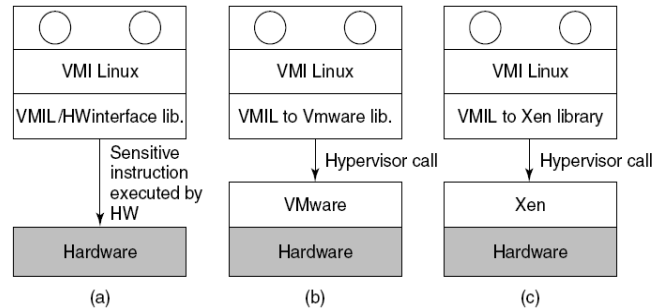 VMI Linux
VMIL/HWinterface lib.
Sensitive
instruction
executed by
HW
Hardware
(a)
VMI Linux
VMIL to Vmware lib.
Hypervisor call
VMware
Hardware
(b)
VMI Linux
VMIL to Xen library
Hypervisor call
Xen
Hardware
(c)